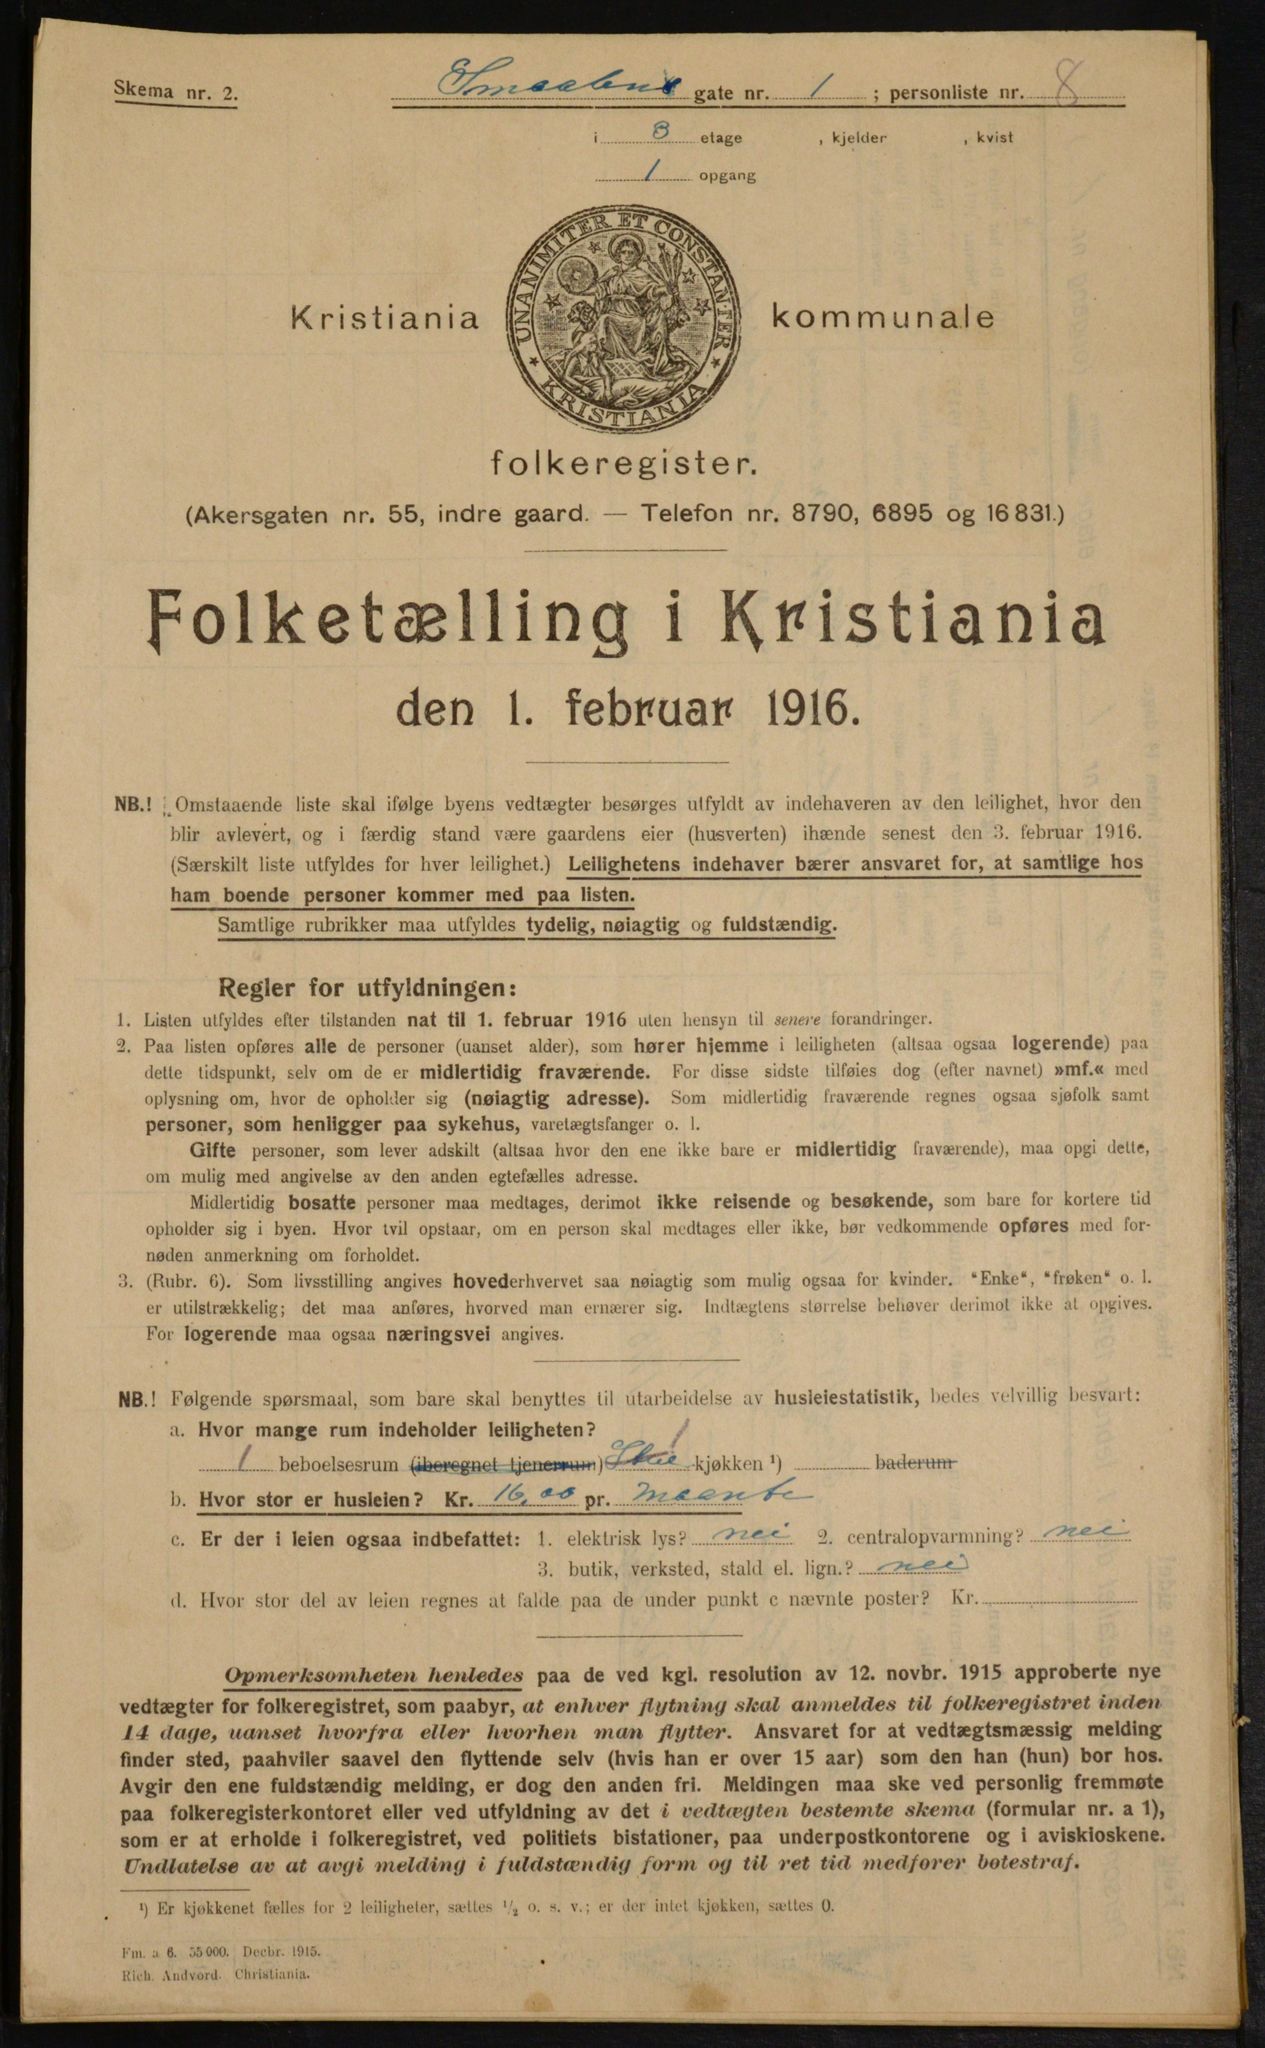 Skema nr. 2.
Smaalens gate nr. 1 ; personliste nr. 8
i 3 etage , kjelder , kvist
1 opgang
UNANIMITER ET CONSTANTER
KRISTIANIA
Kristiania kommunale
folkeregister.
(Akersgaten nr. 55, indre gaard. — Telefon nr. 8790, 6895 og 16 831.)
Folketælling i Kristiania
den 1. februar 1916.
NB.! Omstaaende liste skal ifølge byens vedtægter besørges utfyldt av indehaveren av den leilighet, hvor den
blir avlevert, og i færdig stand være gaardens eier (husverten) ihænde senest den 3. februar 1916.
(Særskilt liste utfyldes for hver leilighet.) Leilighetens indehaver bærer ansvaret for, at samtlige hos
ham boende personer kommer med paa listen.
Samtlige rubrikker maa utfyldes tydelig, nøiagtig og fuldstændig.
Regler for utfyldningen:
1. Listen utfyldes efter tilstanden nat til 1. februar 1916 uten hensyn til senere forandringer.
2. Paa listen opføres alle de personer (uanset alder), som hører hjemme i leiligheten (altsaa ogsaa logerende) paa
dette tidspunkt, selv om de er midlertidig fraværende. For disse sidste tilføies dog (efter navnet) »mf.« med
oplysning om, hvor de opholder sig (nøiagtig adresse). Som midlertidig fraværende regnes ogsaa sjøfolk samt
personer, som henligger paa sykehus, varetægtsfanger o. l.
Gifte personer, som lever adskilt (altsaa hvor den ene ikke bare er midlertidig fraværende), maa opgi dette,
om mulig med angivelse av den anden egtefælles adresse.
Midlertidig bosatte personer maa medtages, derimot ikke reisende og besøkende, som bare for kortere tid
opholder sig i byen. Hvor tvil opstaar, om en person skal medtages eller ikke, bør vedkommende opføres med for-
nøden anmerkning om forholdet.
3. (Rubr. 6). Som livsstilling angives hovederhvervet saa nøiagtig som mulig ogsaa for kvinder. "Enke", "frøken" o. l.
er utilstrækkelig; det maa anføres, hvorved man ernærer sig. Indtægtens størrelse behøver derimot ikke at opgives.
For logerende maa ogsaa næringsvei angives.
NB.! Følgende spørsmaal, som bare skal benyttes til utarbeidelse av husleiestatistik, bedes velvillig besvart:
a. Hvor mange rum indeholder leiligheten?
1 beboelsesrum (iberegnet tjenerrum) 1 kjøkken ¹) baderum
b. Hvor stor er husleien? Kr. 16,00 pr. Maante
c. Er der i leien ogsaa indbefattet: 1. elektrisk lys? nei 2. centralopvarmning? nei
3. butik, verksted, stald el. lign.? nei
d. Hvor stor del av leien regnes at falde paa de under punkt c nævnte poster? Kr.
Opmerksomheten henledes paa de ved kgl. resolution av 12. novbr. 1915 approberte nye
vedtægter for folkeregistret, som paabyr, at enhver flytning skal anmeldes til folkeregistret inden
14 dage, uanset hvorfra eller hvorhen man flytter. Ansvaret for at vedtægtsmæssig melding
finder sted, paahviler saavel den flyttende selv (hvis han er over 15 aar) som den han (hun) bor hos.
Avgir den ene fuldstændig melding, er dog den anden fri. Meldingen maa ske ved personlig fremmøte
paa folkeregisterkontoret eller ved utfyldning av det i vedtægten bestemte skema (formular nr. a 1),
som er at erholde i folkeregistret, ved politiets bistationer, paa underpostkontorene og i aviskioskene.
Undlatelse av at avgi melding i fuldstændig form og til ret tid medfører bøtestraf.
¹) Er kjøkkenet fælles for 2 leiligheter, sættes ½ o. s. v.; er der intet kjøkken, sættes 0.
Fm. a 6. 55 000. Decbr. 1915.
Rich. Andvord. Christiania.